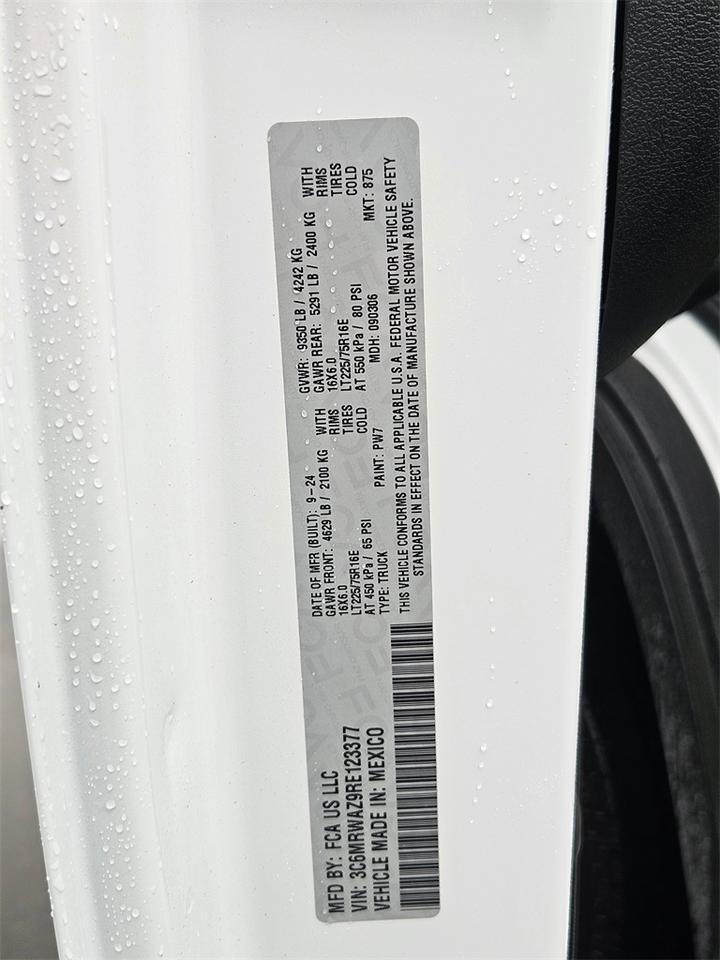 MFD BY: FCA US LLC
VIN: 3C6MRWAZ9RE123377
VEHICLE MADE IN: MEXICO
DATE OF MFR (BUILT): 9-24
GAWR FRONT: 4629 LB / 2100 KG WITH
16X6.0 RIMS
LT225/75R16E TIRES
AT 450 kPa / 65 PSI COLD
TYPE: TRUCK PAINT: PW7
GVWR: 9350 LB / 4242 KG
GAWR REAR: 5291 LB / 2400 KG WITH
16X6.0 RIMS
LT225/75R16E TIRES
AT 550 kPa / 80 PSI COLD
MDH: 090306 MKT: 875
THIS VEHICLE CONFORMS TO ALL APPLICABLE U.S.A. FEDERAL MOTOR VEHICLE SAFETY
STANDARDS IN EFFECT ON THE DATE OF MANUFACTURE SHOWN ABOVE.